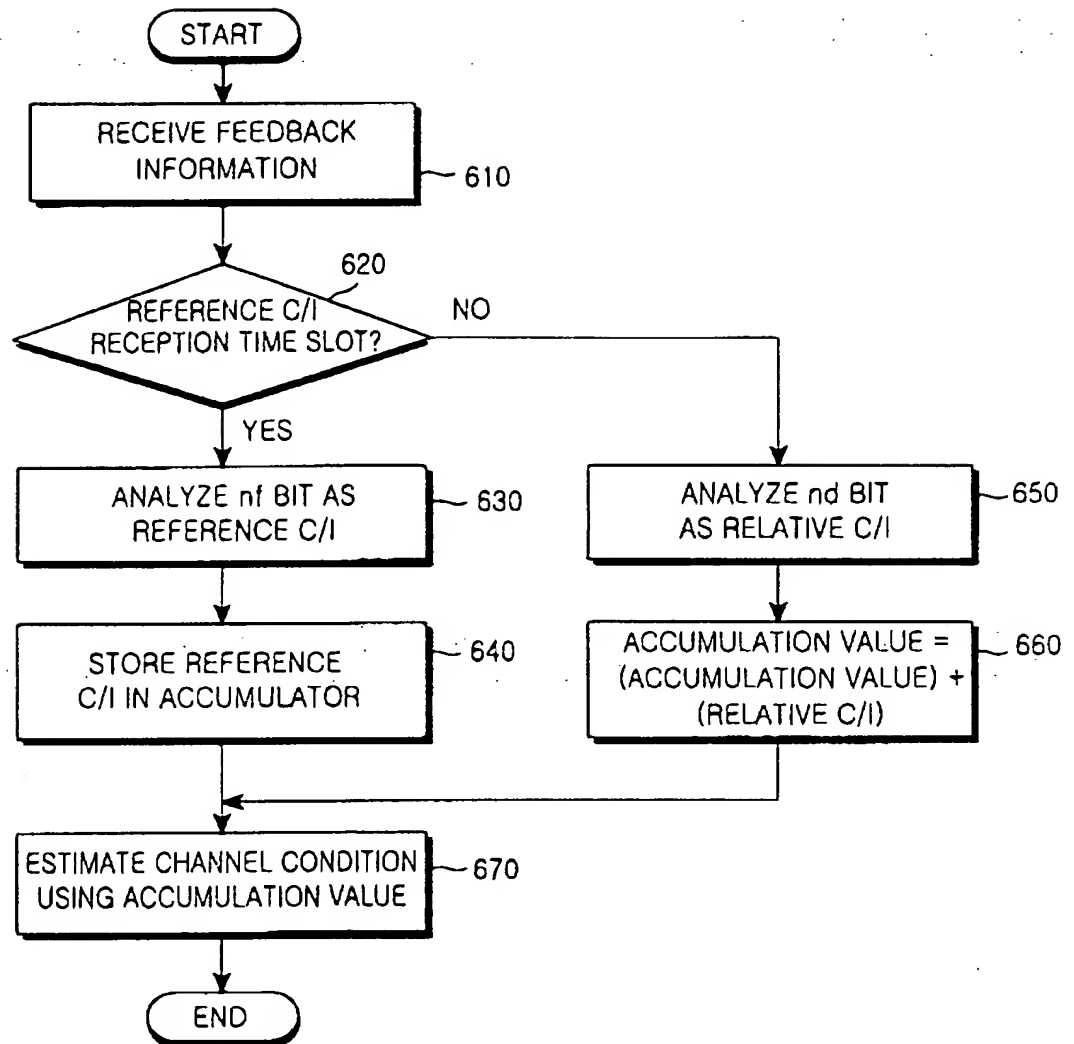 START
RECEIVE FEEDBACK
INFORMATION
610
620
REFERENCE C/I
RECEPTION TIME SLOT?
NO
YES
ANALYZE nf BIT AS
REFERENCE C/I
630
ANALYZE nd BIT
AS RELATIVE C/I
650
STORE REFERENCE
C/I IN ACCUMULATOR
640
ACCUMULATION VALUE =
(ACCUMULATION VALUE) +
(RELATIVE C/I)
660
ESTIMATE CHANNEL CONDITION
USING ACCUMULATION VALUE
670
END